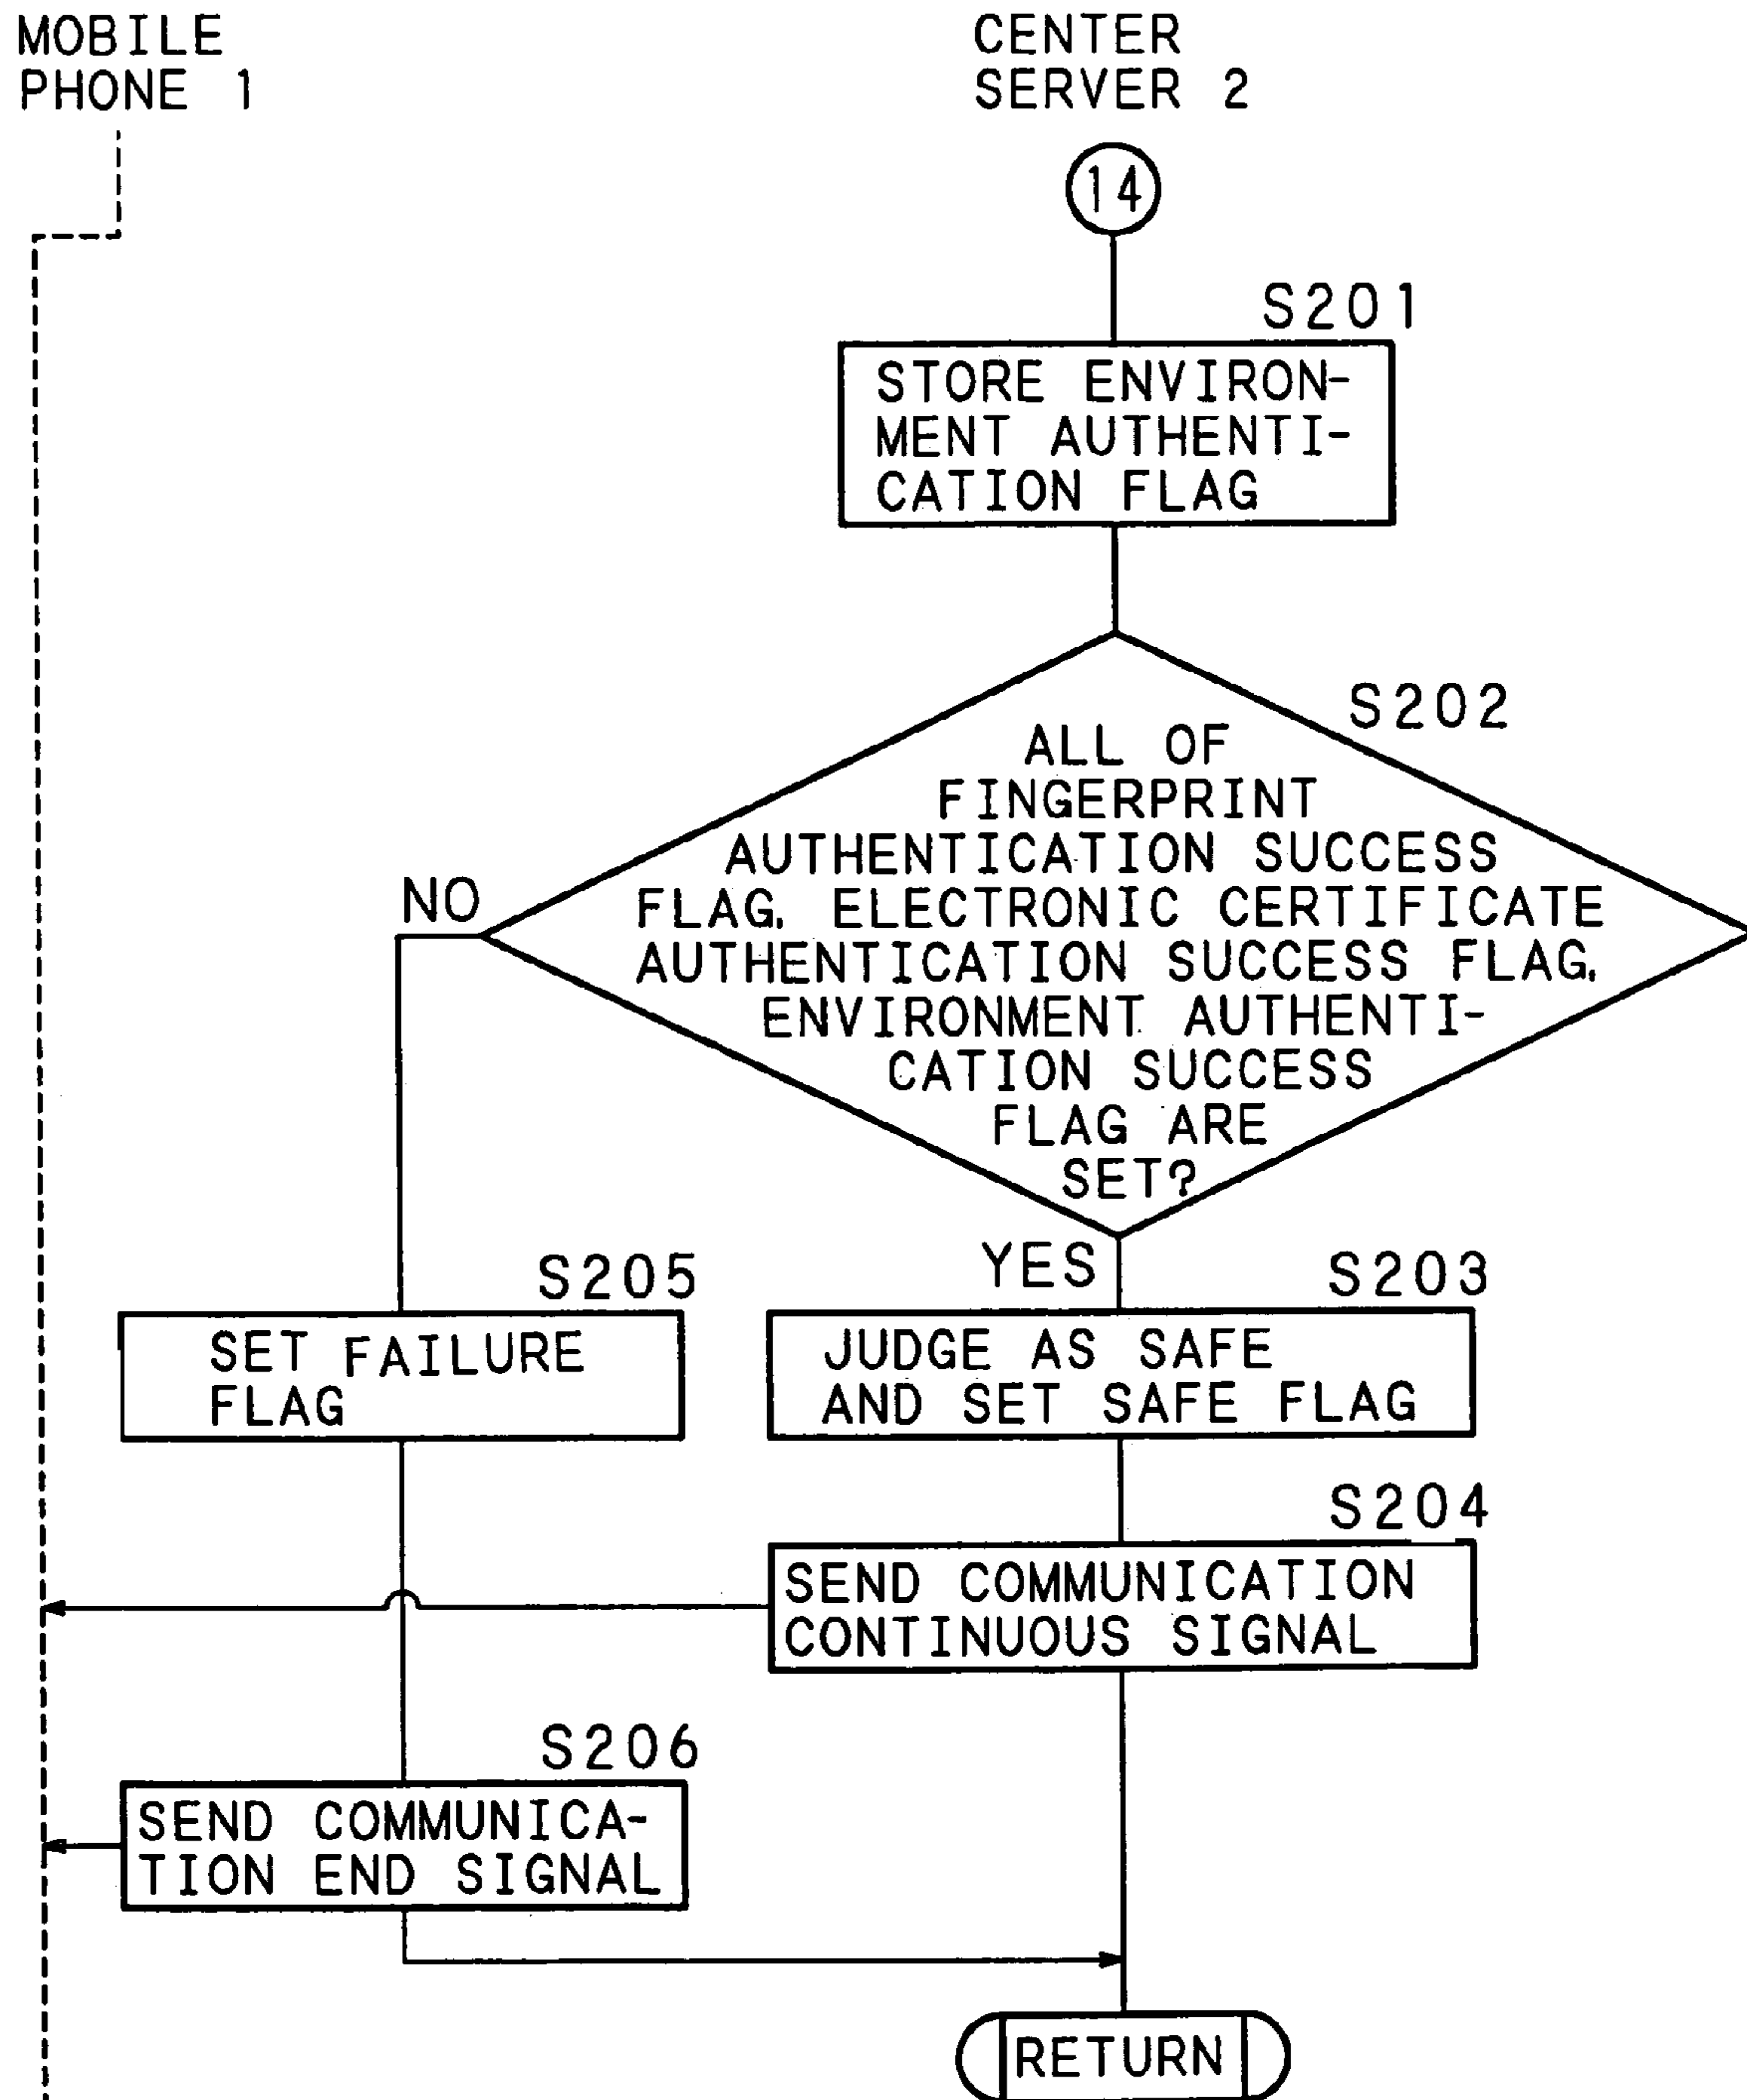 MOBILE
PHONE 1
CENTER
SERVER 2
14
S201
STORE ENVIRON-
MENT AUTHENTI-
CATION FLAG
S202
ALL OF
FINGERPRINT
AUTHENTICATION SUCCESS
FLAG, ELECTRONIC CERTIFICATE
AUTHENTICATION SUCCESS FLAG,
ENVIRONMENT AUTHENTI-
CATION SUCCESS
FLAG ARE
SET?
NO
YES
S205
SET FAILURE
FLAG
S203
JUDGE AS SAFE
AND SET SAFE FLAG
S204
SEND COMMUNICATION
CONTINUOUS SIGNAL
S206
SEND COMMUNICA-
TION END SIGNAL
RETURN